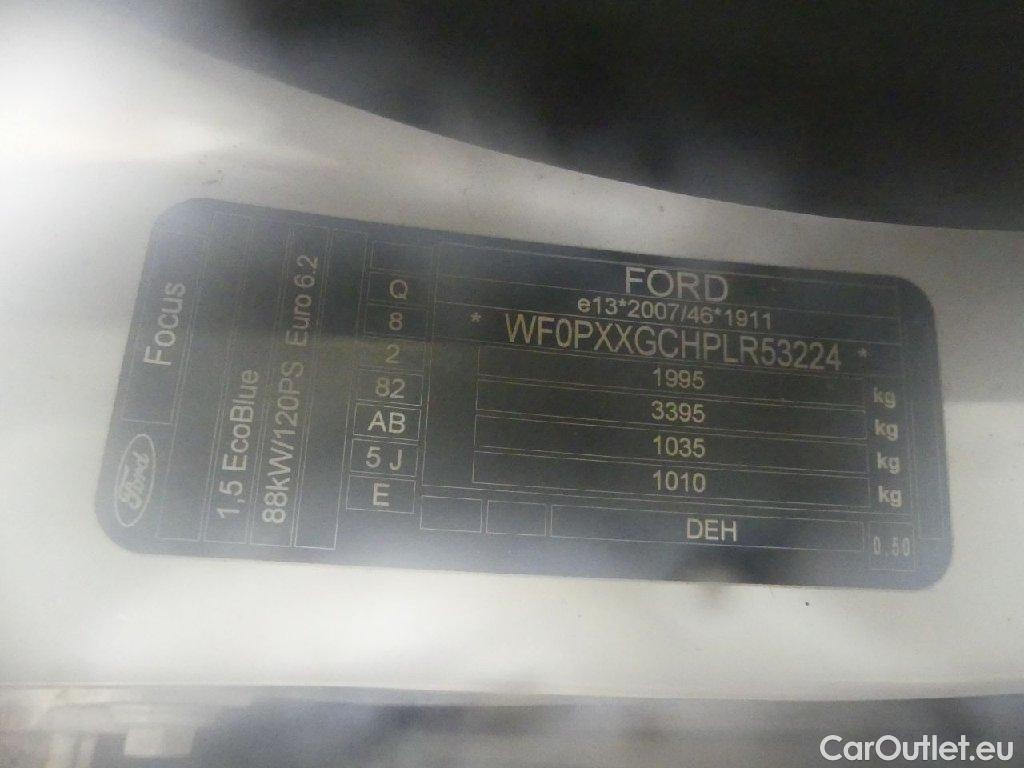 Ford
Focus
1,5 EcoBlue
88kW/120PS Euro 6.2
Q
8
2
82
AB
5 J
E
FORD
e13*2007/46*1911
* WF0PXXGCHPLR53224 *
1995 kg
3395 kg
1035 kg
1010 kg
DEH
0.50
CarOutlet.eu